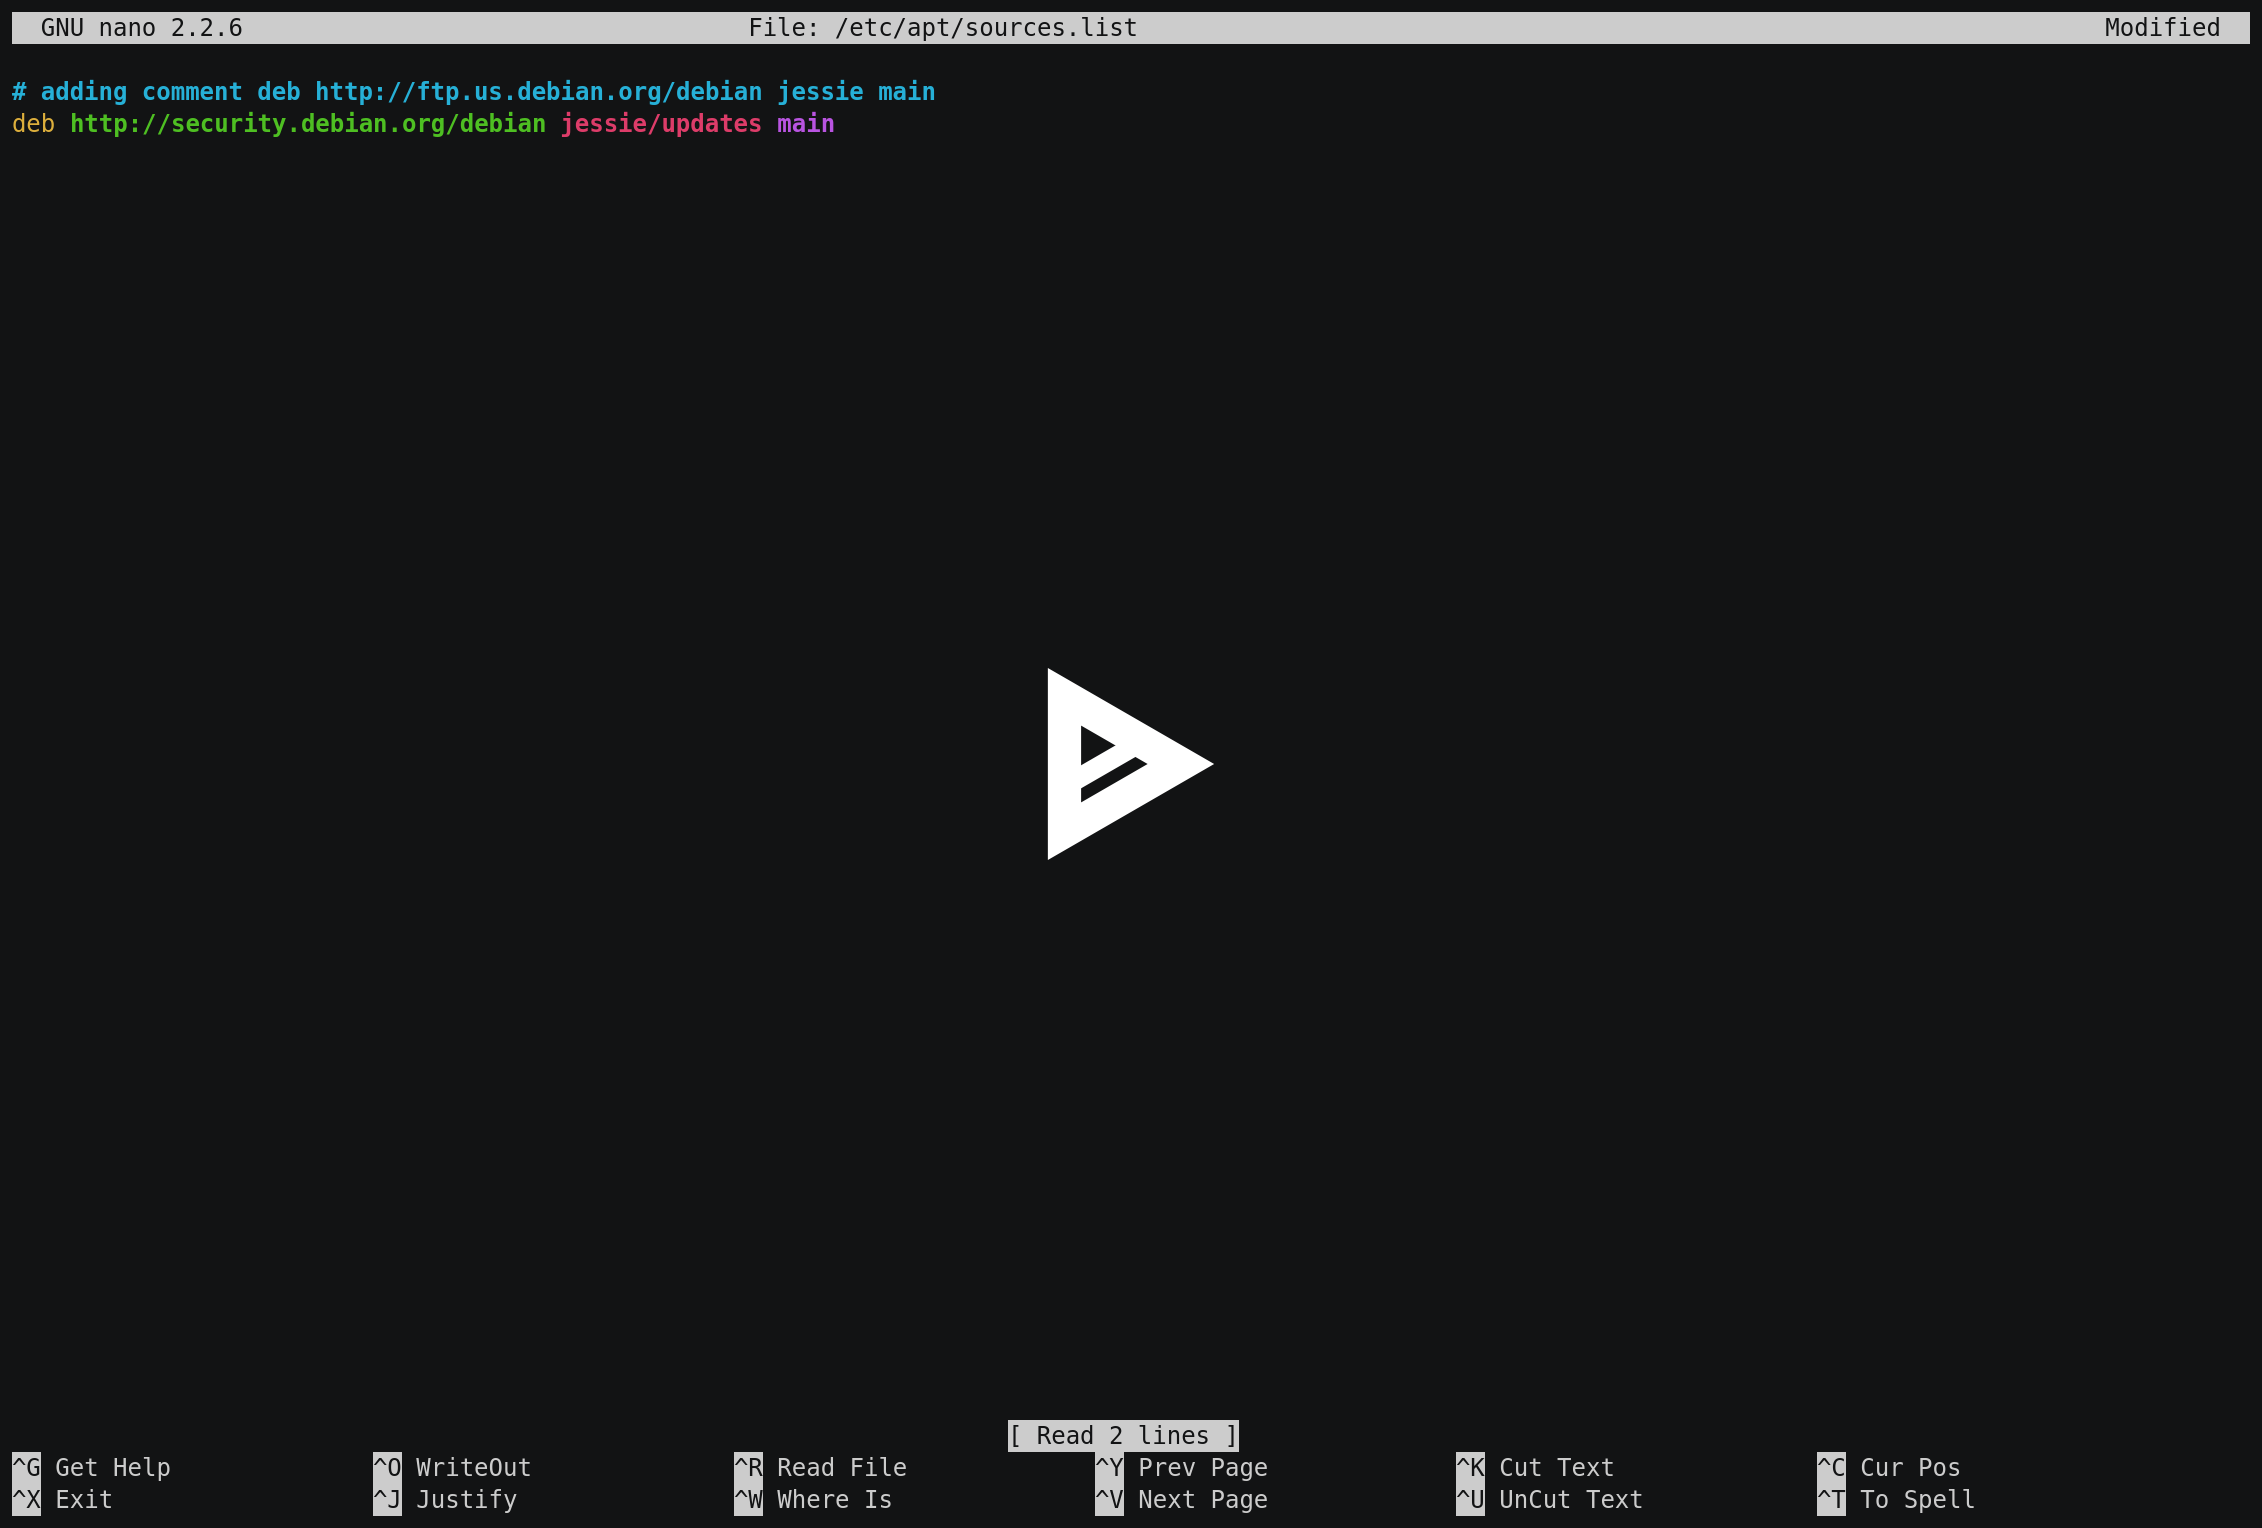 GNU nano 2.2.6 File: /etc/apt/sources.list Modified
# adding comment deb http://ftp.us.debian.org/debian jessie main
deb http://security.debian.org/debian jessie/updates main
[ Read 2 lines ]
^G Get Help ^O WriteOut ^R Read File ^Y Prev Page ^K Cut Text ^C Cur Pos
^X Exit ^J Justify ^W Where Is ^V Next Page ^U UnCut Text ^T To Spell